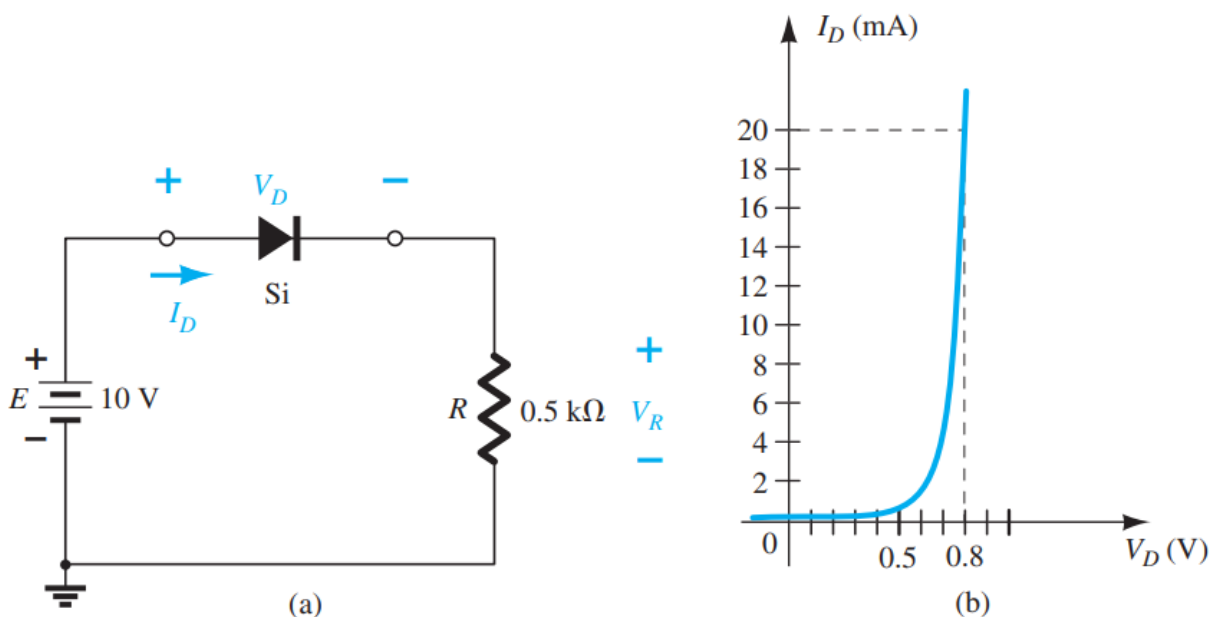 + V_D −
I_D
Si
+
E 10 V
−
R 0.5 kΩ
+
V_R
−
(a)
I_D (mA)
20
18
16
14
12
10
8
6
4
2
0 0.5 0.8 V_D (V)
(b)